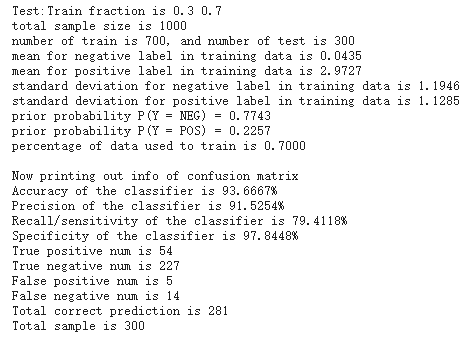 Test:Train fraction is 0.3 0.7
total sample size is 1000
number of train is 700, and number of test is 300
mean for negative label in training data is 0.0435
mean for positive label in training data is 2.9727
standard deviation for negative label in training data is 1.1946
standard deviation for positive label in training data is 1.1285
prior probability P(Y = NEG) = 0.7743
prior probability P(Y = POS) = 0.2257
percentage of data used to train is 0.7000
Now printing out info of confusion matrix
Accuracy of the classifier is 93.6667%
Precision of the classifier is 91.5254%
Recall/sensitivity of the classifier is 79.4118%
Specificity of the classifier is 97.8448%
True positive num is 54
True negative num is 227
False positive num is 5
False negative num is 14
Total correct prediction is 281
Total sample is 300